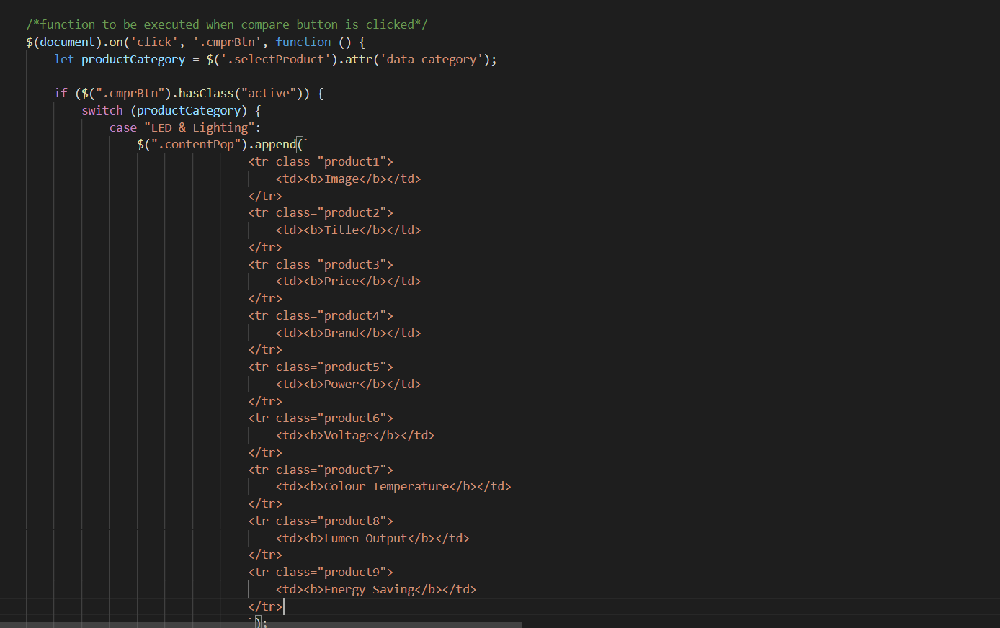 /*function to be executed when compare button is clicked*/
$(document).on('click', '.cmprBtn', function () {
let productCategory = $('.selectProduct').attr('data-category');
if ($(".cmprBtn").hasClass("active")) {
switch (productCategory) {
case "LED & Lighting":
$(".contentPop").append(`
<tr class="product1">
<td><b>Image</b></td>
</tr>
<tr class="product2">
<td><b>Title</b></td>
</tr>
<tr class="product3">
<td><b>Price</b></td>
</tr>
<tr class="product4">
<td><b>Brand</b></td>
</tr>
<tr class="product5">
<td><b>Power</b></td>
</tr>
<tr class="product6">
<td><b>Voltage</b></td>
</tr>
<tr class="product7">
<td><b>Colour Temperature</b></td>
</tr>
<tr class="product8">
<td><b>Lumen Output</b></td>
</tr>
<tr class="product9">
<td><b>Energy Saving</b></td>
</tr>
`);